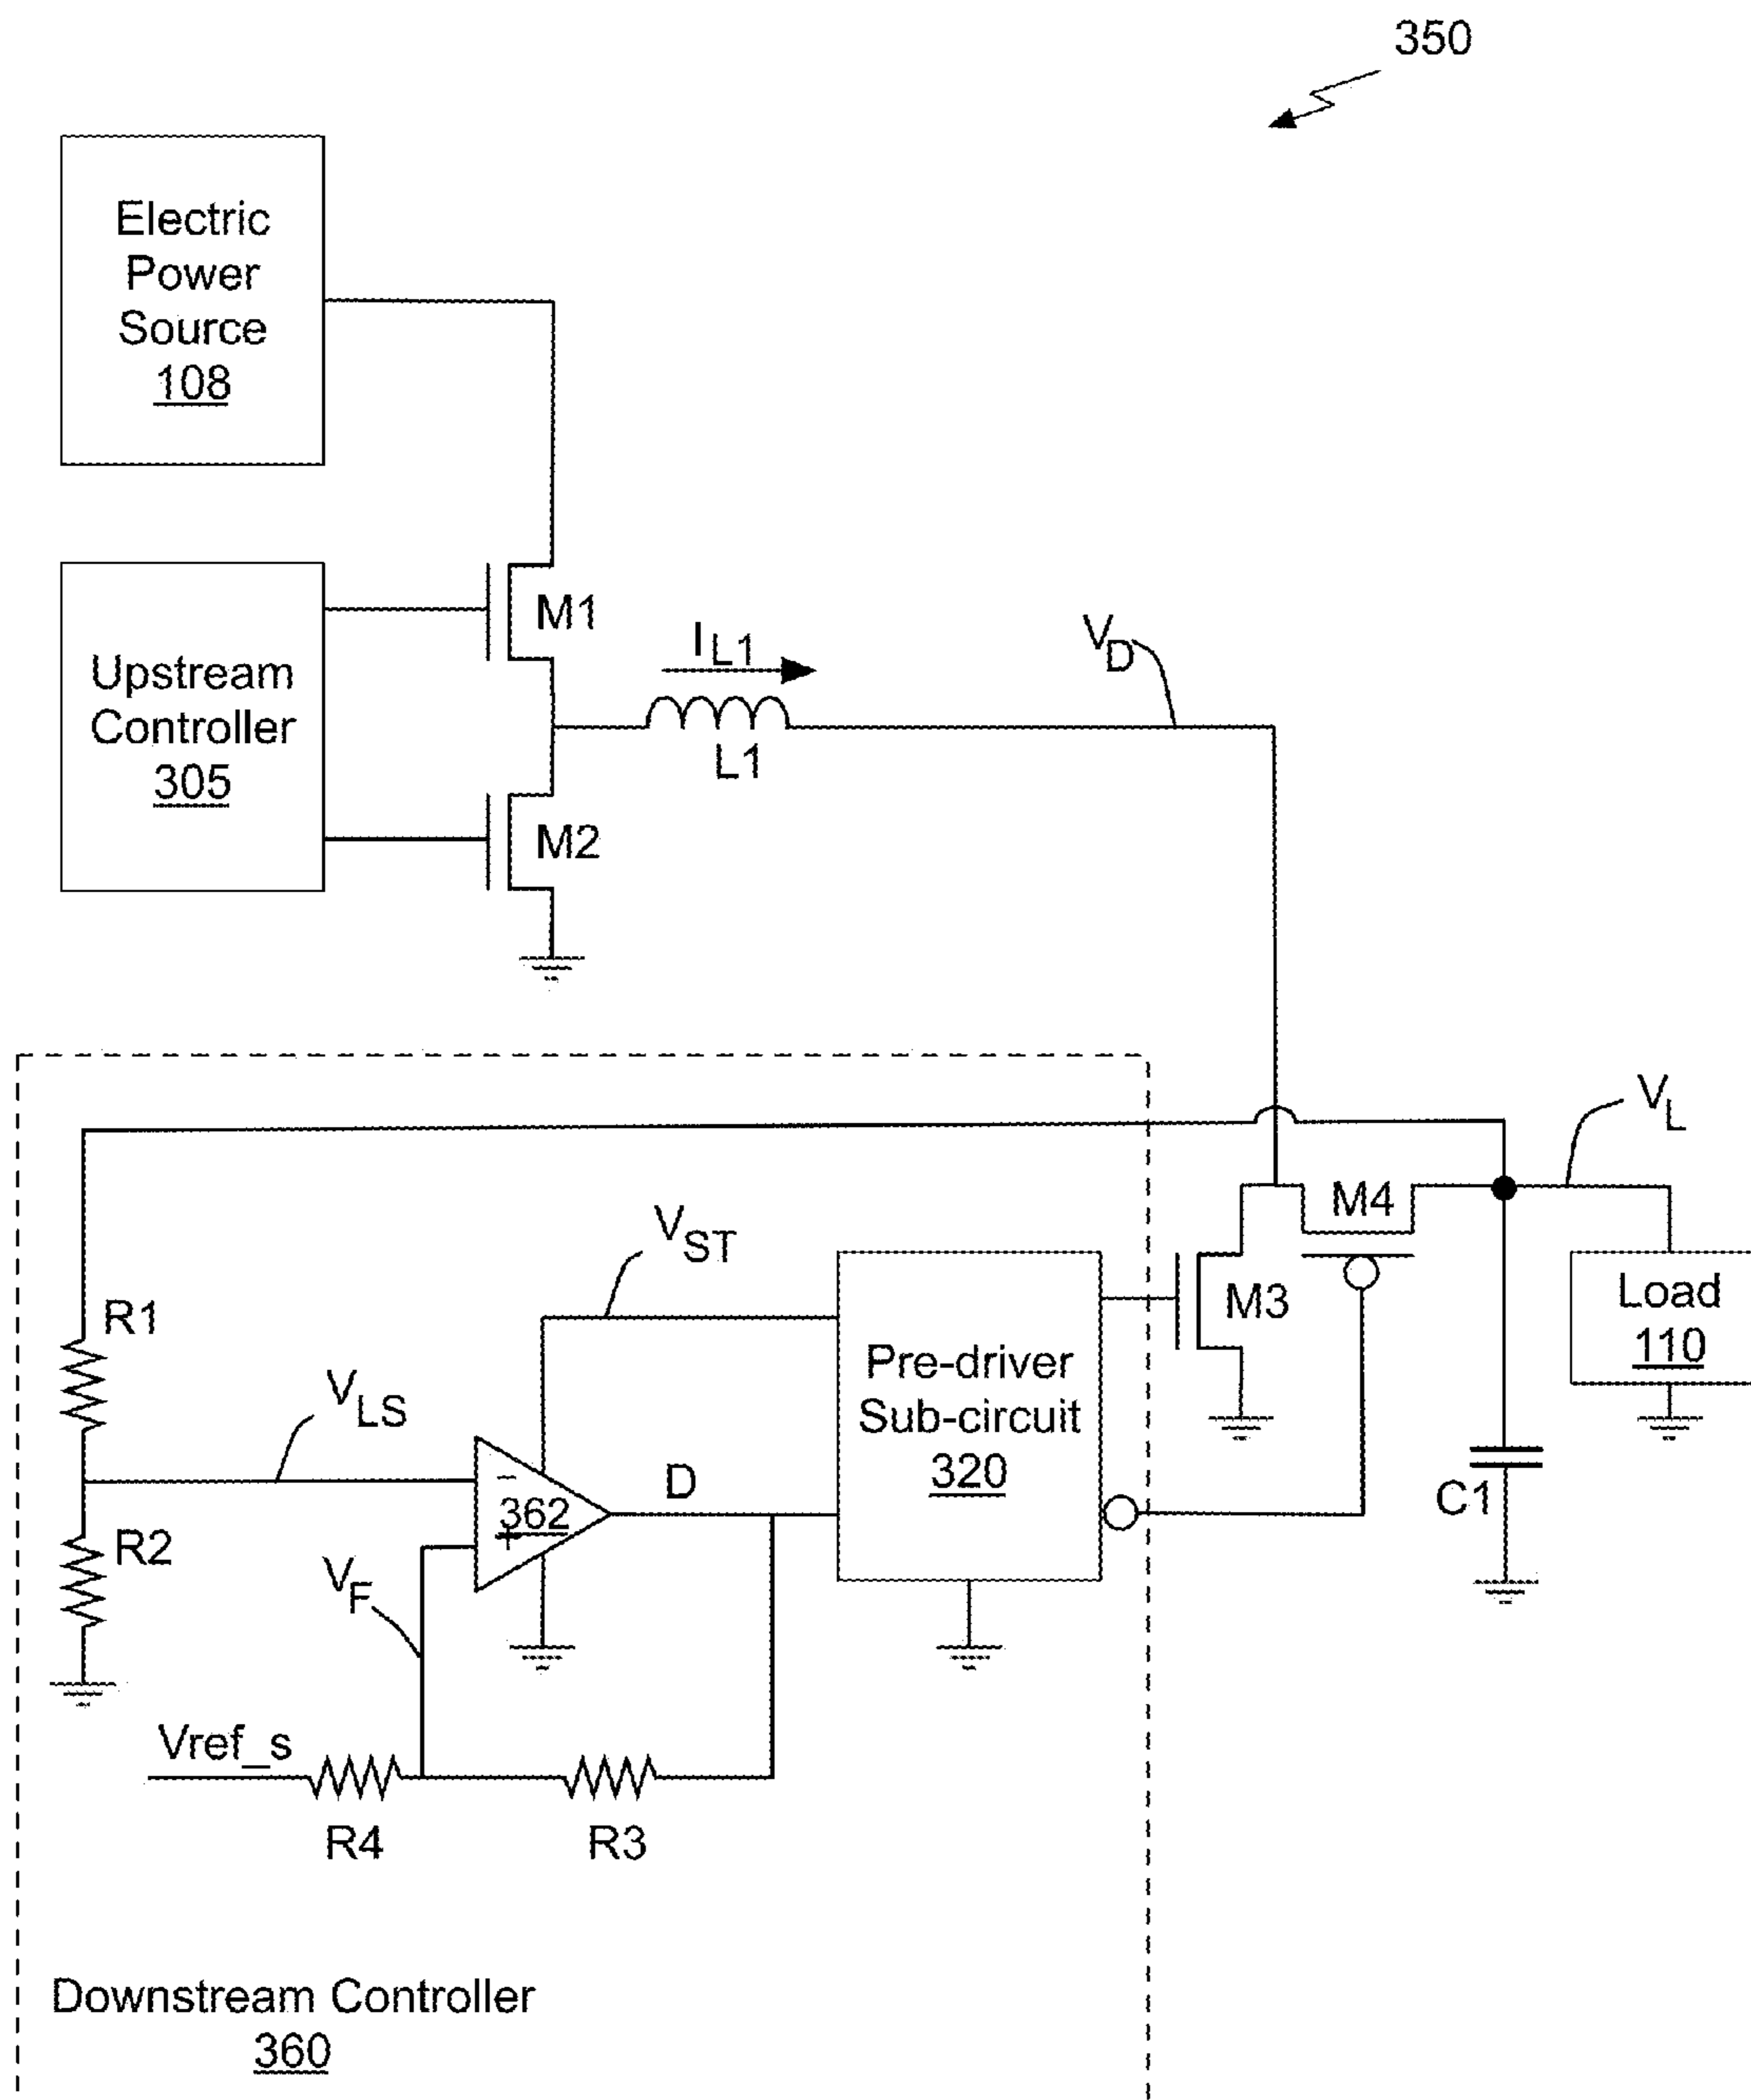 350
Electric
Power
Source
108
Upstream
Controller
305
M1
M2
I_L1
L1
V_D
V_L
M4
M3
Load
110
C1
V_ST
Pre-driver
Sub-circuit
320
R1
V_LS
R2
−
362
+
D
V_F
Vref_s
R4
R3
Downstream Controller
360